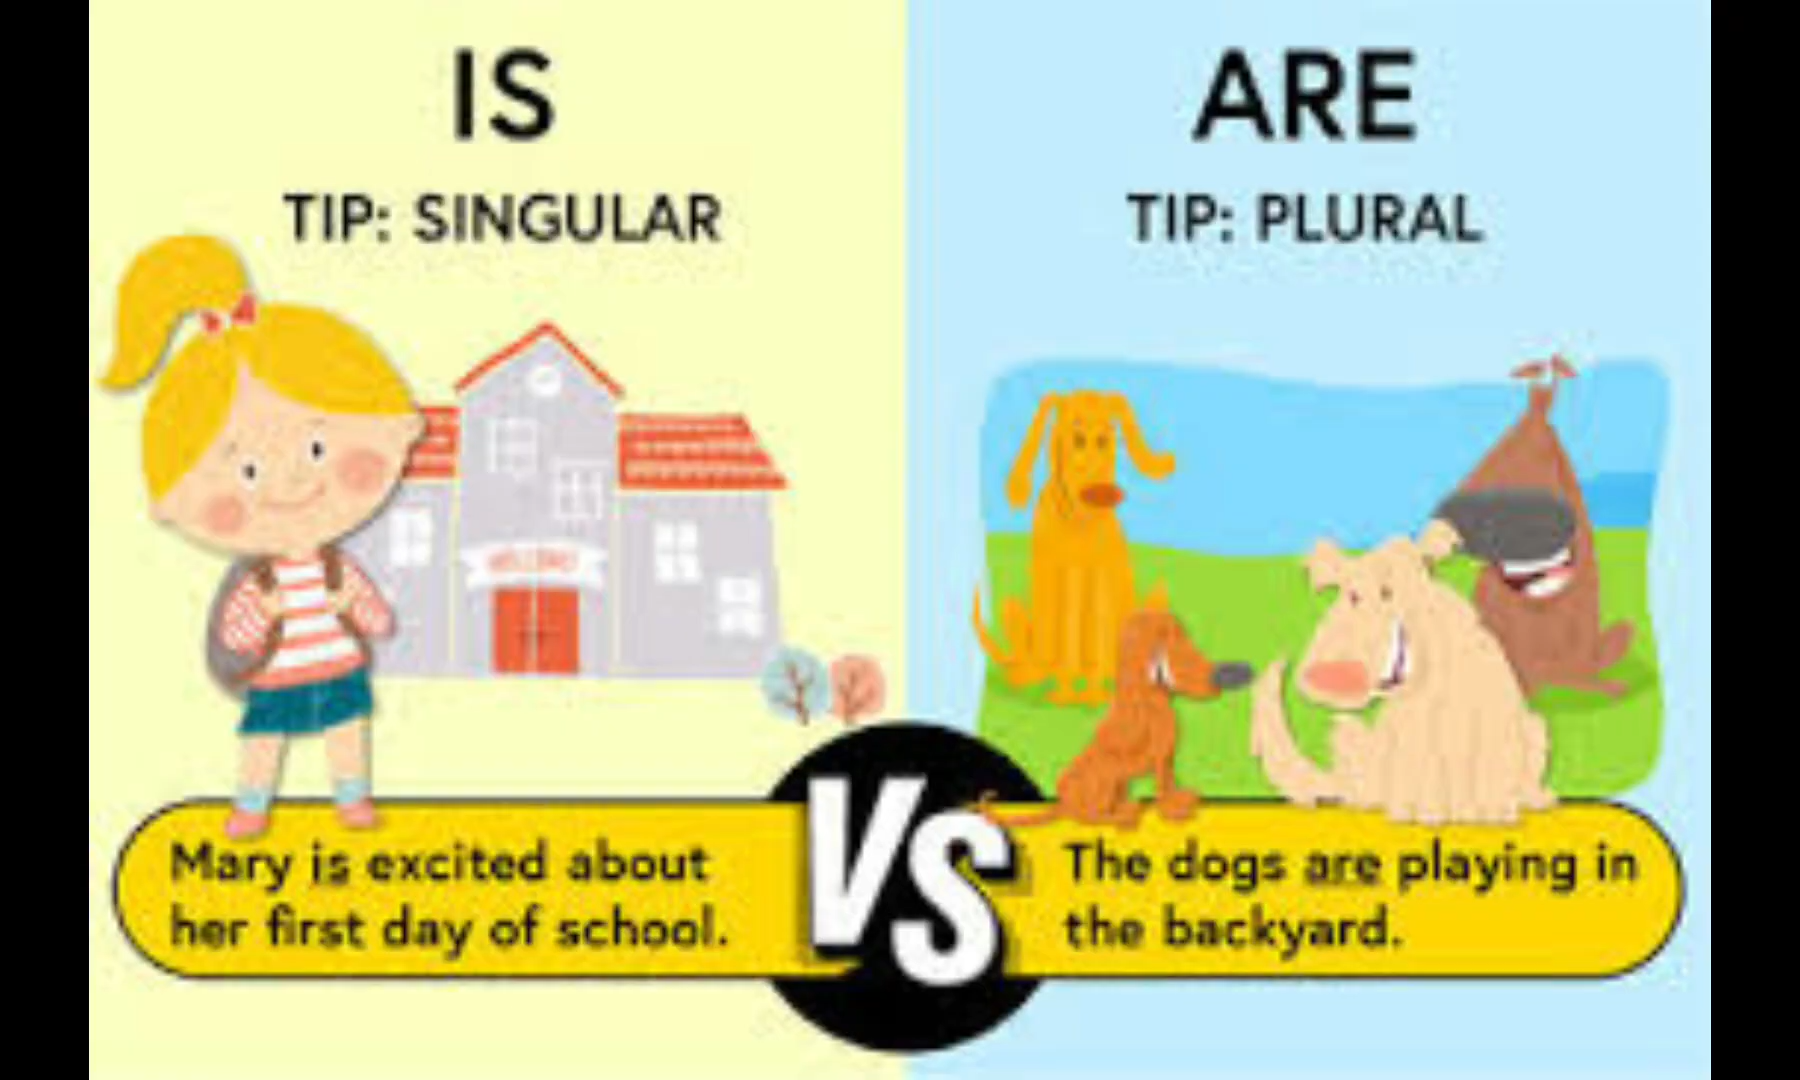 IS
TIP: SINGULAR
Mary is excited about
her first day of school.
VS
ARE
TIP: PLURAL
The dogs are playing in
the backyard.